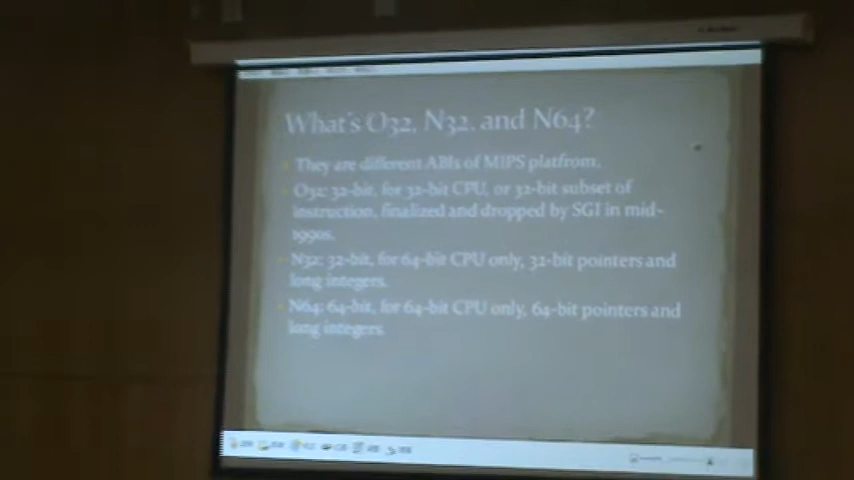 What's O32, N32, and N64?
They are different ABIs of MIPS platfrom.
O32: 32-bit, for 32-bit CPU, or 32-bit subset of
instruction, finalized and dropped by SGI in mid-
1990s.
N32: 32-bit, for 64-bit CPU only, 32-bit pointers and
long integers.
N64: 64-bit, for 64-bit CPU only, 64-bit pointers and
long integers.